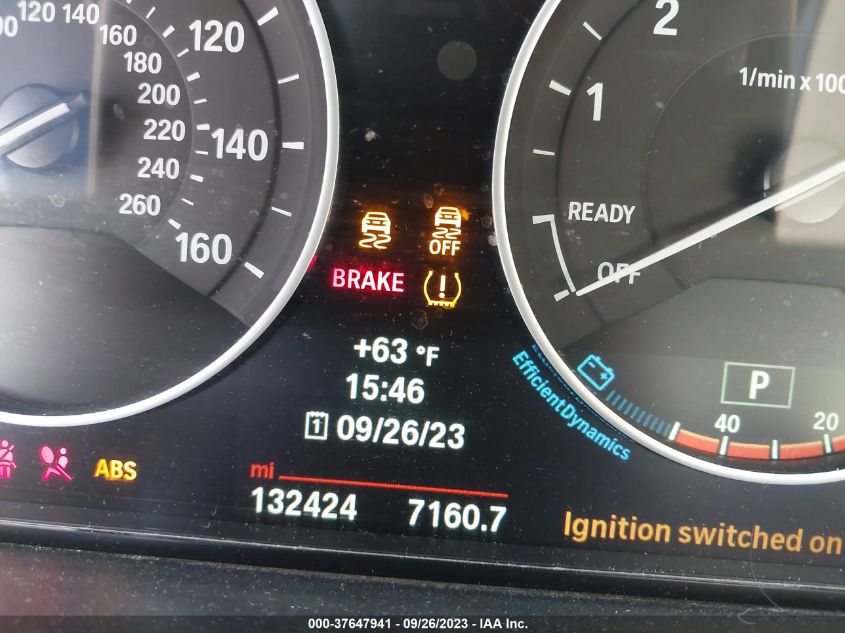 120 140
160
180
200
220
240
260
120
140
160
2
1
1/min x 100
READY
OFF
OFF
BRAKE
+63 °F
15:46
1 09/26/23
EfficientDynamics
P
40
20
ABS
mi
132424 7160.7
Ignition switched on
000-37647941 / 09/26/2023 / IAA Inc.